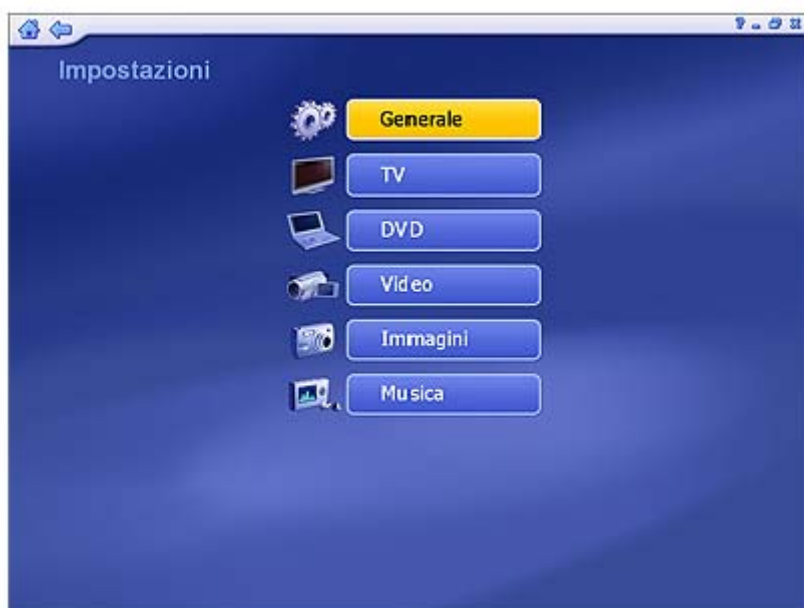 Impostazioni
Generale
TV
DVD
Video
Immagini
Musica